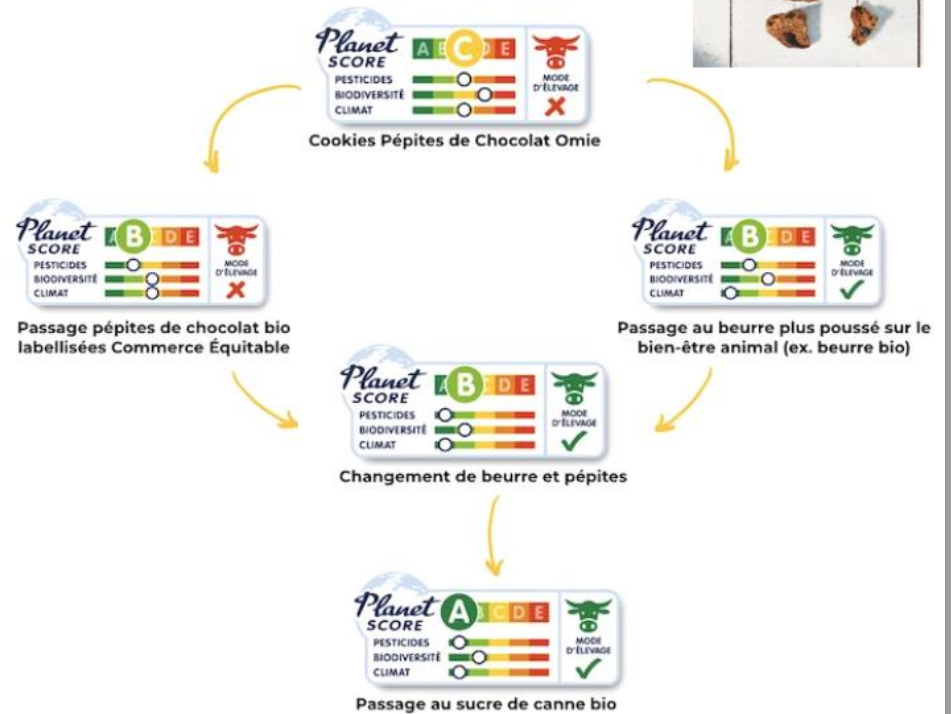 Planet
SCORE
A B C D E
PESTICIDES
BIODIVERSITÉ
CLIMAT
MODE
D'ÉLEVAGE
Cookies Pépites de Chocolat Omie
Planet
SCORE
A B C D E
PESTICIDES
BIODIVERSITÉ
CLIMAT
MODE
D'ÉLEVAGE
Passage pépites de chocolat bio
labellisées Commerce Équitable
Planet
SCORE
A B C D E
PESTICIDES
BIODIVERSITÉ
CLIMAT
MODE
D'ÉLEVAGE
Passage au beurre plus poussé sur le
bien-être animal (ex. beurre bio)
Planet
SCORE
A B C D E
PESTICIDES
BIODIVERSITÉ
CLIMAT
MODE
D'ÉLEVAGE
Changement de beurre et pépites
Planet
SCORE
A B C D E
PESTICIDES
BIODIVERSITÉ
CLIMAT
MODE
D'ÉLEVAGE
Passage au sucre de canne bio